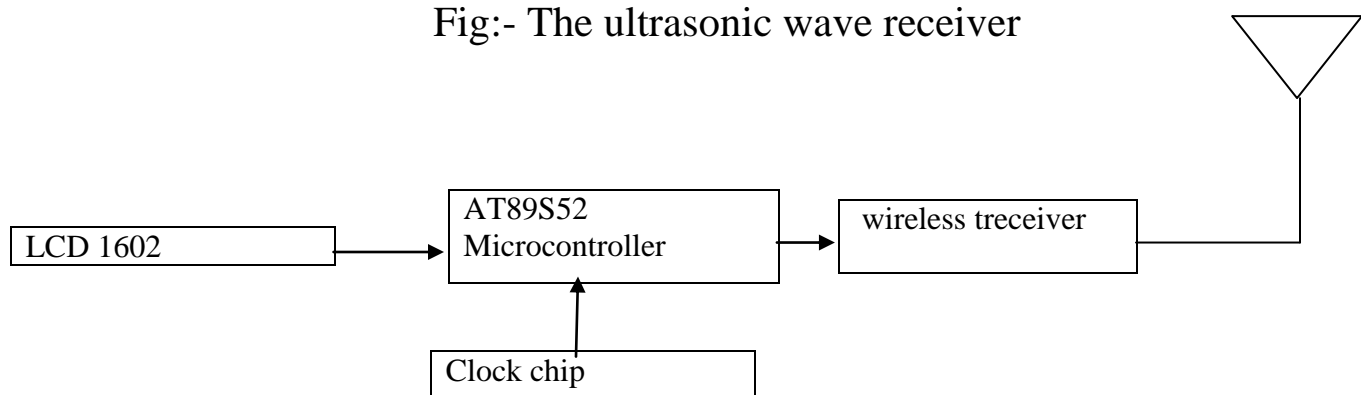 Fig:- The ultrasonic wave receiver
AT89S52
Microcontroller
wireless treceiver
LCD 1602
Clock chip